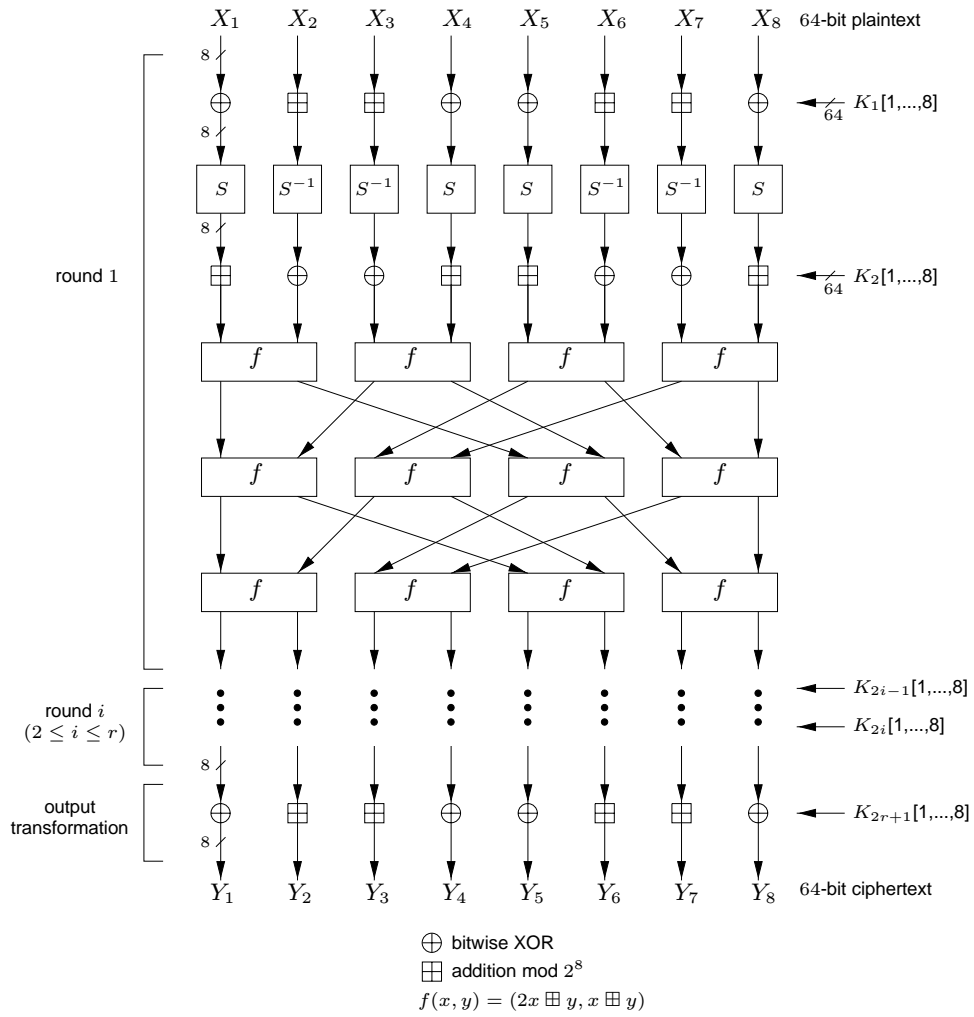 X₁ X₂ X₃ X₄ X₅ X₆ X₇ X₈ 64-bit plaintext
8
K₁[1,...,8]
64
8
S S⁻¹ S⁻¹ S S S⁻¹ S⁻¹ S
8
round 1
K₂[1,...,8]
64
f f f f
f f f f
f f f f
K₂ᵢ₋₁[1,...,8]
round i
(2 ≤ i ≤ r)
K₂ᵢ[1,...,8]
8
output
transformation
K₂ᵣ₊₁[1,...,8]
8
Y₁ Y₂ Y₃ Y₄ Y₅ Y₆ Y₇ Y₈ 64-bit ciphertext
⊕ bitwise XOR
⊞ addition mod 2⁸
f(x, y) = (2x ⊞ y, x ⊞ y)